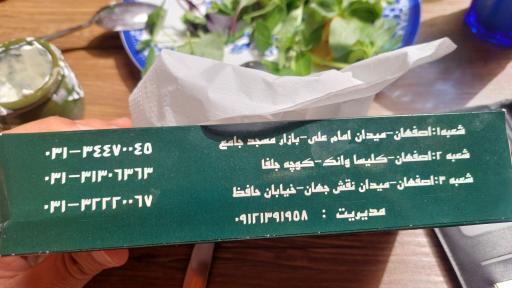 شعبه۱:اصفهان-میدان امام علی-بازار مسجد جامع ۰۳۱-۳۴۴۷۰۰۴۵
شعبه ۲:اصفهان-کلیسا وانک-کوچه جلفا ۰۳۱-۳۱۳۰۶۳۶۳
شعبه ۳:اصفهان-میدان نقش جهان-خیابان حافظ ۰۳۱-۳۲۲۲۰۰۶۷
مدیریت : ۰۹۱۲۱۳۹۱۹۵۸